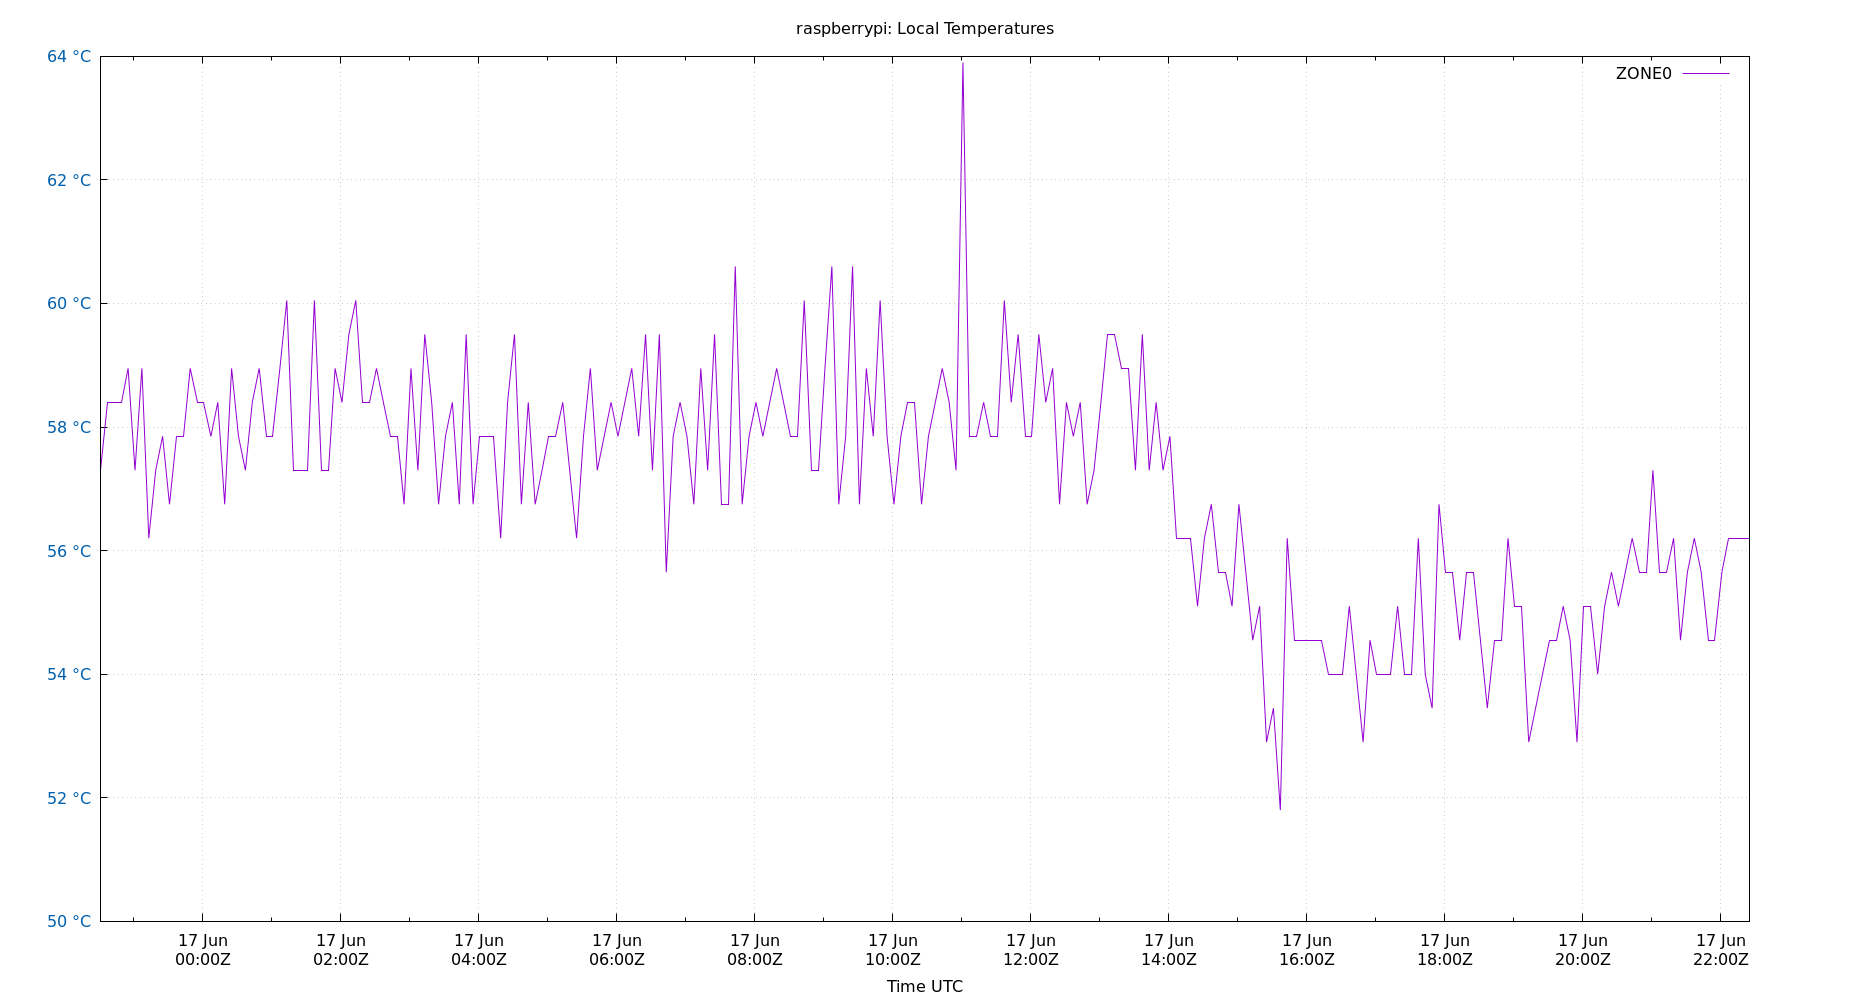 raspberrypi: Local Temperatures
64 °C
ZONE0
62 °C
60 °C
58 °C
56 °C
54 °C
52 °C
50 °C
17 Jun 17 Jun 17 Jun 17 Jun 17 Jun 17 Jun 17 Jun 17 Jun 17 Jun 17 Jun 17 Jun 17 Jun
00:00Z 02:00Z 04:00Z 06:00Z 08:00Z 10:00Z 12:00Z 14:00Z 16:00Z 18:00Z 20:00Z 22:00Z
Time UTC